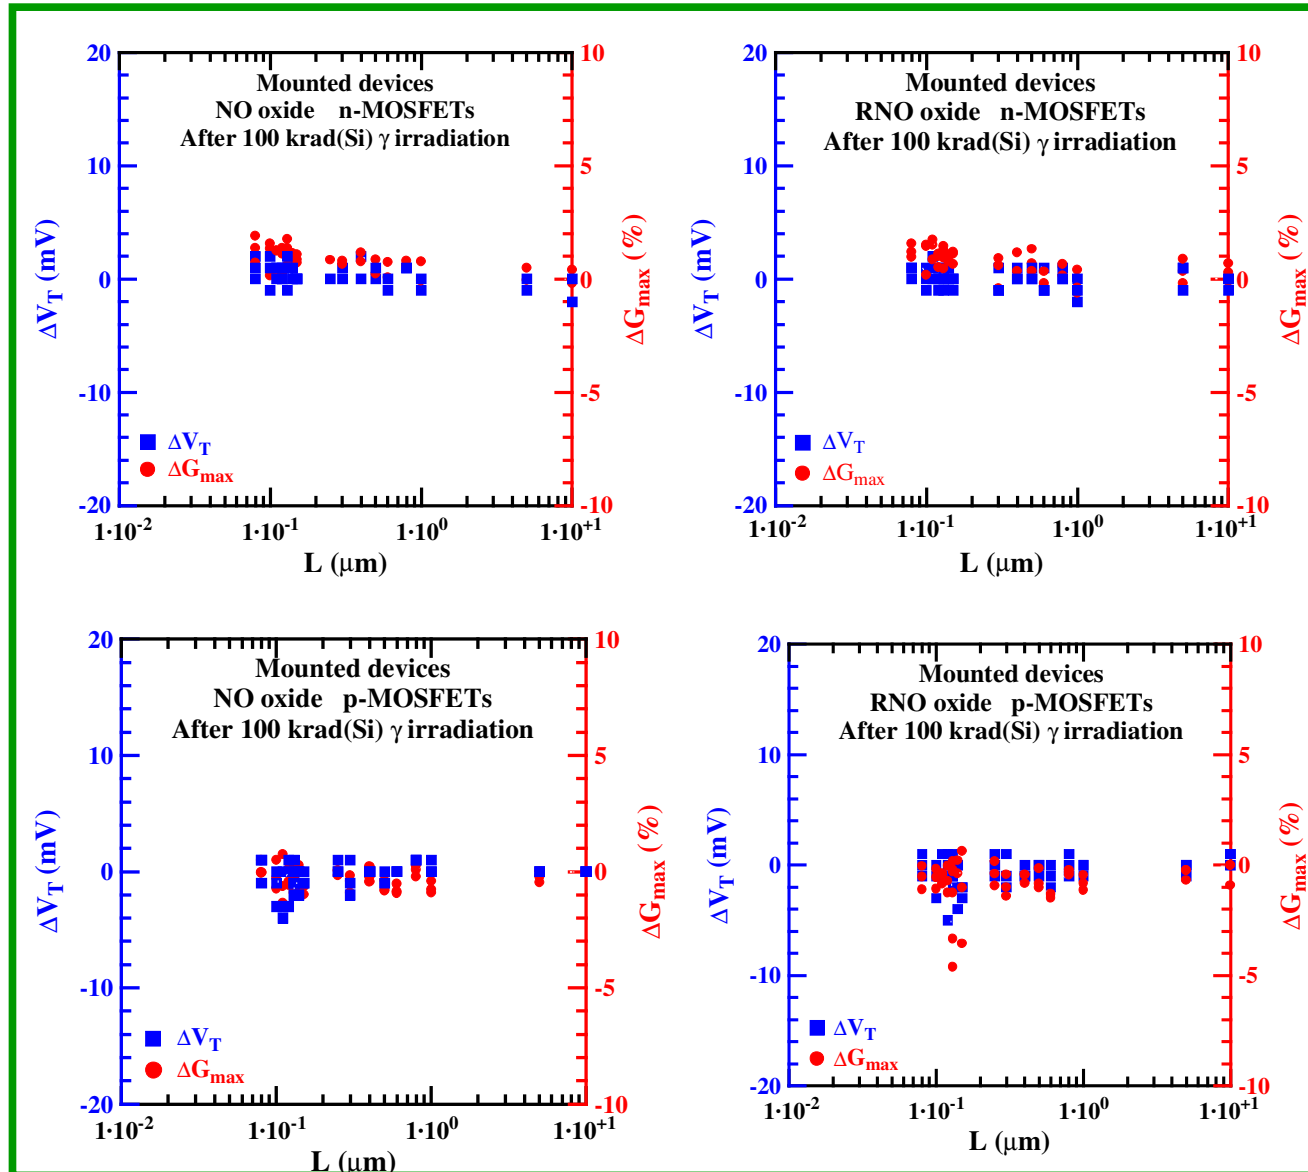 Mounted devices
NO oxide n-MOSFETs
After 100 krad(Si) γ irradiation
20
10
0
-10
-20
ΔV_T (mV)
10
5
0
-5
-10
ΔG_max (%)
ΔV_T
ΔG_max
1·10^-2
1·10^-1
1·10^0
1·10^+1
L (μm)
Mounted devices
RNO oxide n-MOSFETs
After 100 krad(Si) γ irradiation
20
10
0
-10
-20
ΔV_T (mV)
10
5
0
-5
-10
ΔG_max (%)
ΔV_T
ΔG_max
1·10^-2
1·10^-1
1·10^0
1·10^+1
L (μm)
Mounted devices
NO oxide p-MOSFETs
After 100 krad(Si) γ irradiation
20
10
0
-10
-20
ΔV_T (mV)
10
5
0
-5
-10
ΔG_max (%)
ΔV_T
ΔG_max
1·10^-2
1·10^-1
1·10^0
1·10^+1
L (μm)
Mounted devices
RNO oxide p-MOSFETs
After 100 krad(Si) γ irradiation
20
10
0
-10
-20
ΔV_T (mV)
10
5
0
-5
-10
ΔG_max (%)
ΔV_T
ΔG_max
1·10^-2
1·10^-1
1·10^0
1·10^+1
L (μm)